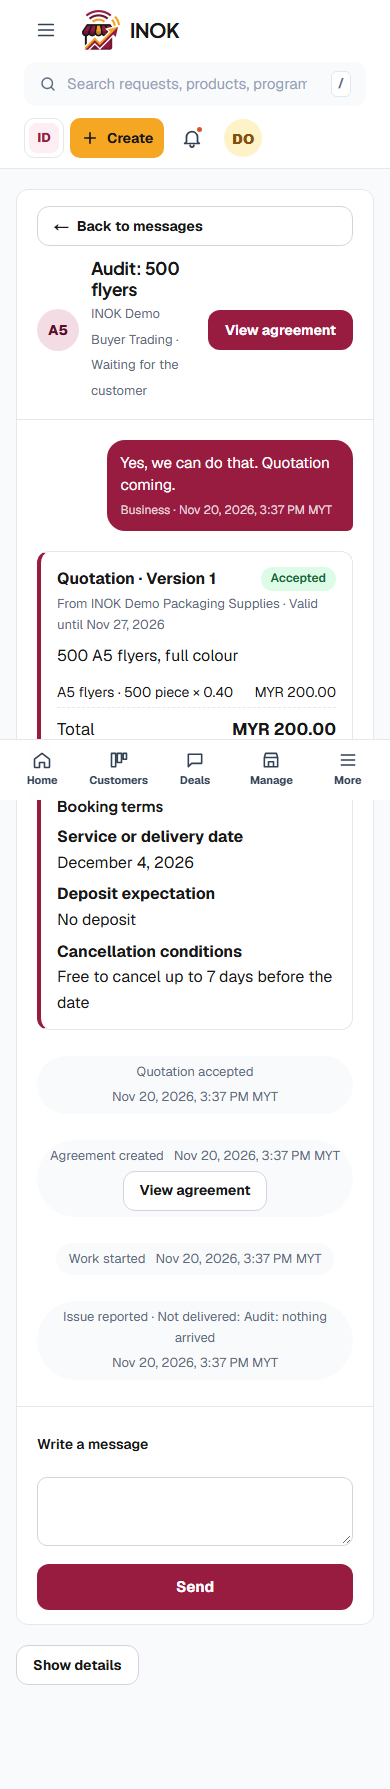 INOK
Search requests, products, program
/
ID
+ Create
DO
← Back to messages
Audit: 500
flyers
A5
INOK Demo
Buyer Trading ·
Waiting for the
customer
View agreement
Yes, we can do that. Quotation
coming.
Business · Nov 20, 2026, 3:37 PM MYT
Quotation · Version 1
Accepted
From INOK Demo Packaging Supplies · Valid
until Nov 27, 2026
500 A5 flyers, full colour
A5 flyers · 500 piece × 0.40 MYR 200.00
Total MYR 200.00
Home Customers Deals Manage More
Booking terms
Service or delivery date
December 4, 2026
Deposit expectation
No deposit
Cancellation conditions
Free to cancel up to 7 days before the
date
Quotation accepted
Nov 20, 2026, 3:37 PM MYT
Agreement created Nov 20, 2026, 3:37 PM MYT
View agreement
Work started Nov 20, 2026, 3:37 PM MYT
Issue reported · Not delivered: Audit: nothing
arrived
Nov 20, 2026, 3:37 PM MYT
Write a message
Send
Show details